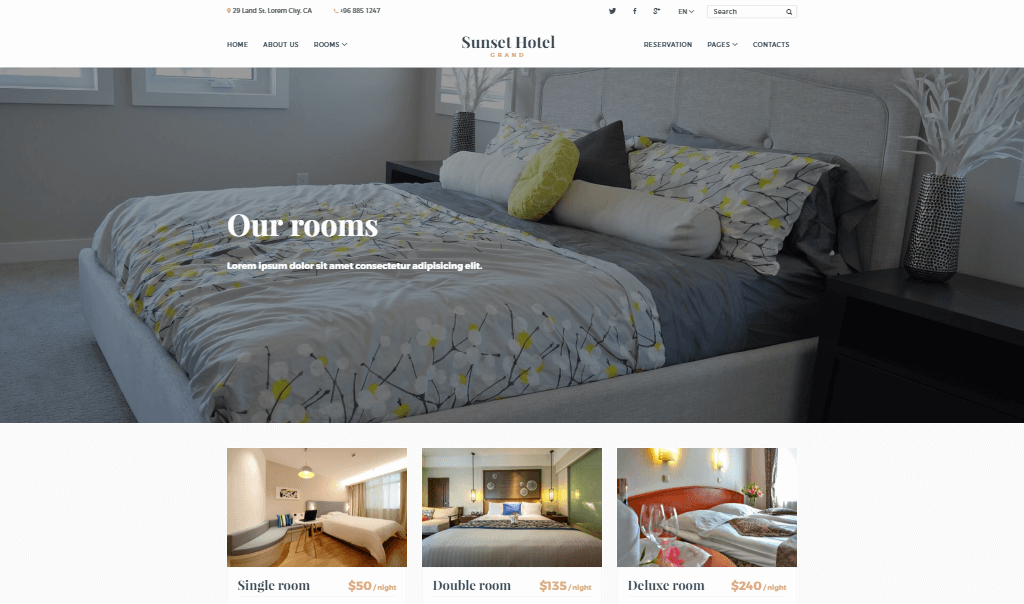 29 Land St, Lorem City, CA
+96 885 1247
EN
Search
HOME
ABOUT US
ROOMS
Sunset Hotel
GRAND
RESERVATION
PAGES
CONTACTS
Our rooms
Lorem ipsum dolor sit amet consectetur adipisicing elit.
Single room
$50 / night
Double room
$135 / night
Deluxe room
$240 / night